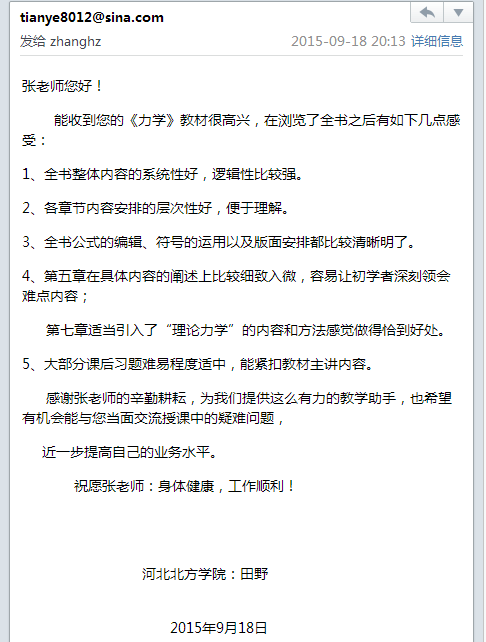 tianye8012@sina.com
发给 zhanghz 2015-09-18 20:13 详细信息
张老师您好！
能收到您的《力学》教材很高兴，在浏览了全书之后有如下几点感
受：
1、全书整体内容的系统性好，逻辑性比较强。
2、各章节内容安排的层次性好，便于理解。
3、全书公式的编辑、符号的运用以及版面安排都比较清晰明了。
4、第五章在具体内容的阐述上比较细致入微，容易让初学者深刻领会
难点内容；
第七章适当引入了“理论力学”的内容和方法感觉做得恰到好处。
5、大部分课后习题难易程度适中，能紧扣教材主讲内容。
感谢张老师的辛勤耕耘，为我们提供这么有力的教学助手，也希望
有机会能与您当面交流授课中的疑难问题，
近一步提高自己的业务水平。
祝愿张老师：身体健康，工作顺利！
河北北方学院：田野
2015年9月18日